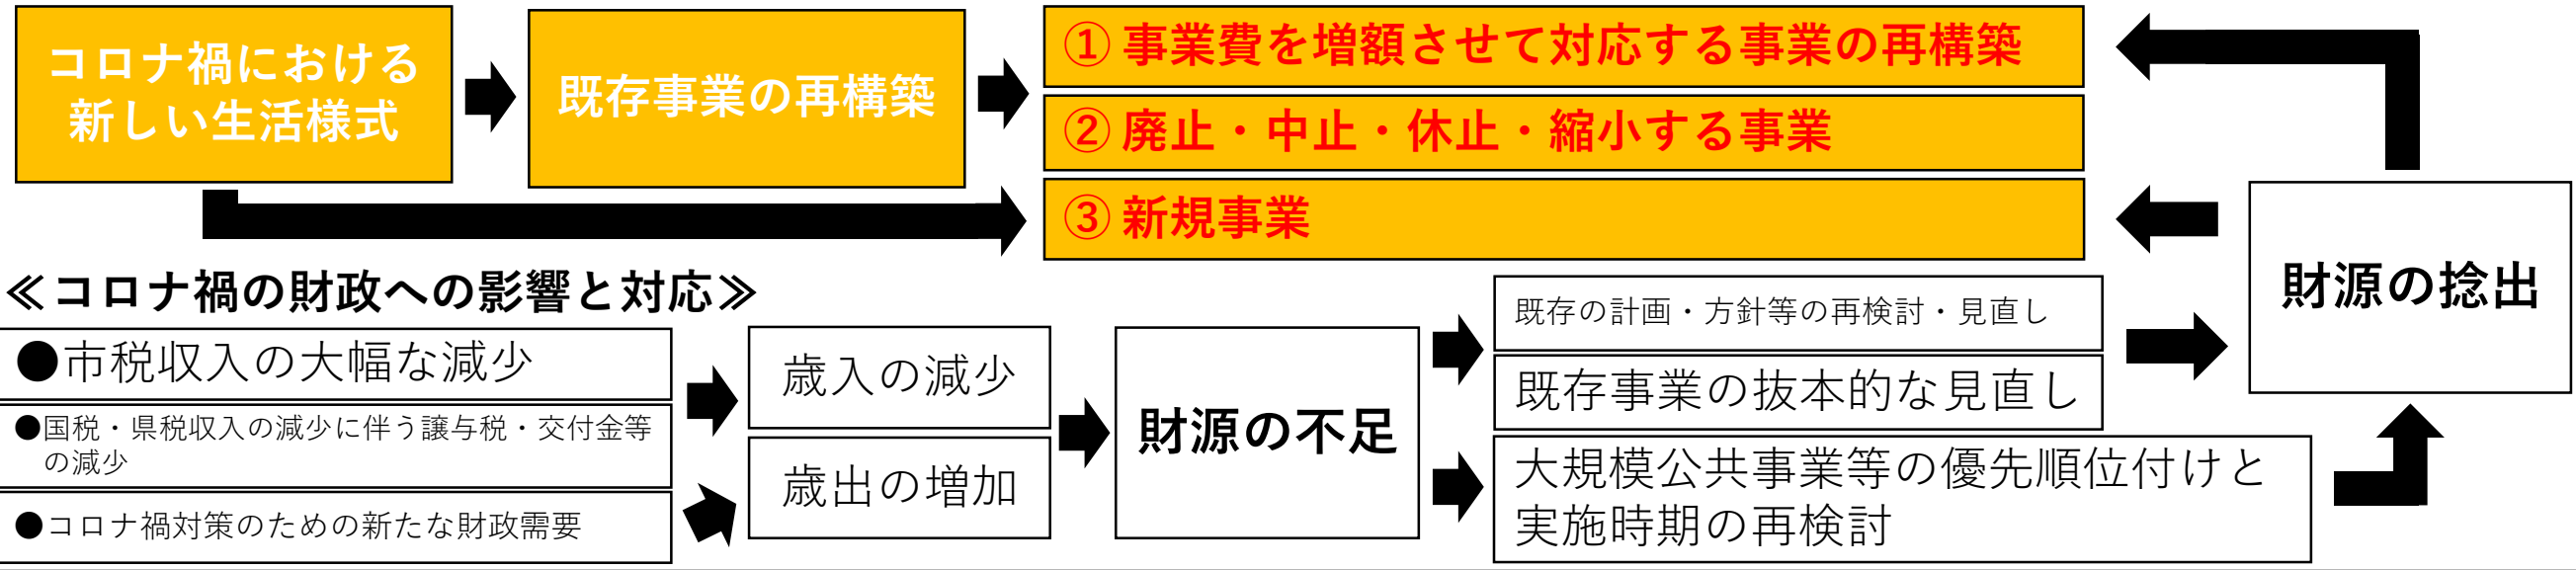 コロナ禍における
新しい生活様式
既存事業の再構築
① 事業費を増額させて対応する事業の再構築
② 廃止・中止・休止・縮小する事業
③ 新規事業
≪コロナ禍の財政への影響と対応≫
●市税収入の大幅な減少
●国税・県税収入の減少に伴う譲与税・交付金等
の減少
●コロナ禍対策のための新たな財政需要
歳入の減少
歳出の増加
財源の不足
既存の計画・方針等の再検討・見直し
既存事業の抜本的な見直し
大規模公共事業等の優先順位付けと
実施時期の再検討
財源の捻出